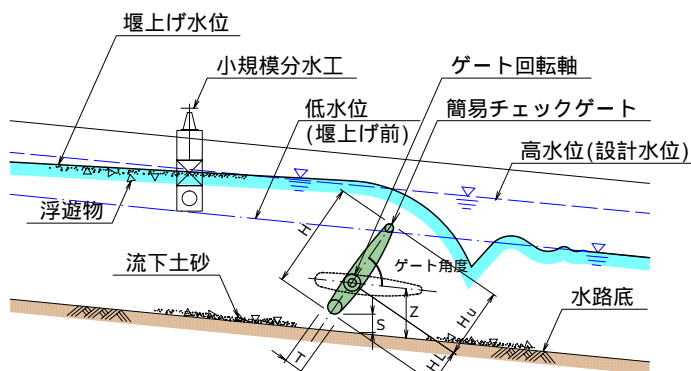 堰上げ水位
小規模分水工
ゲート回転軸
低水位
(堰上げ前)
簡易チェックゲート
高水位(設計水位)
浮遊物
H
ゲート角度
流下土砂
Z
Hu
水路底
S
T
HL